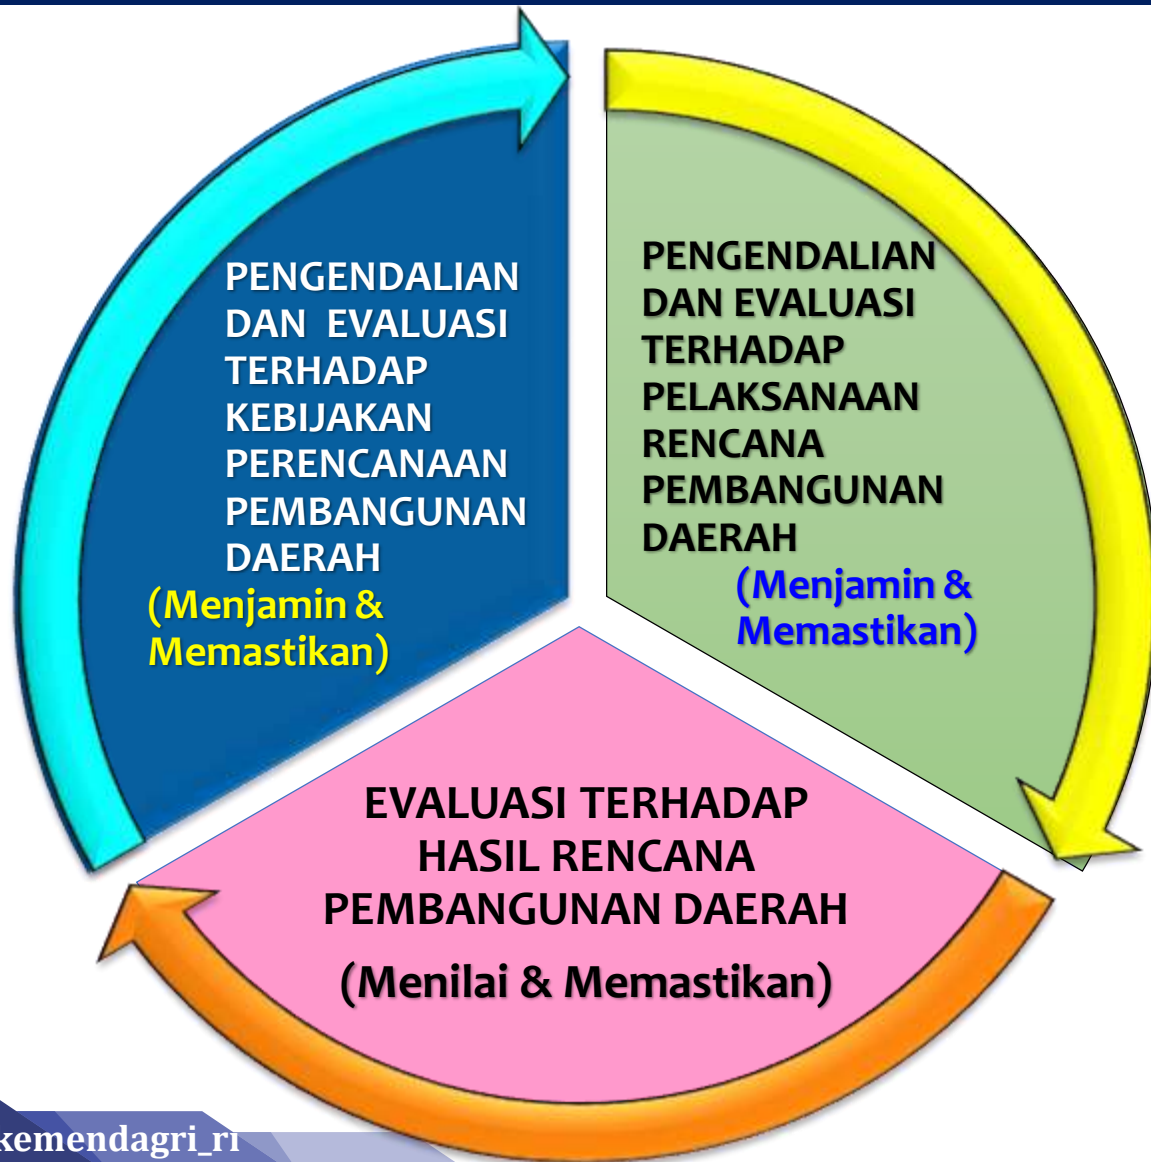 PENGENDALIAN
DAN EVALUASI
TERHADAP
KEBIJAKAN
PERENCANAAN
PEMBANGUNAN
DAERAH
(Menjamin &
Memastikan)
PENGENDALIAN
DAN EVALUASI
TERHADAP
PELAKSANAAN
RENCANA
PEMBANGUNAN
DAERAH
(Menjamin &
Memastikan)
EVALUASI TERHADAP
HASIL RENCANA
PEMBANGUNAN DAERAH
(Menilai & Memastikan)
kemendagri_ri